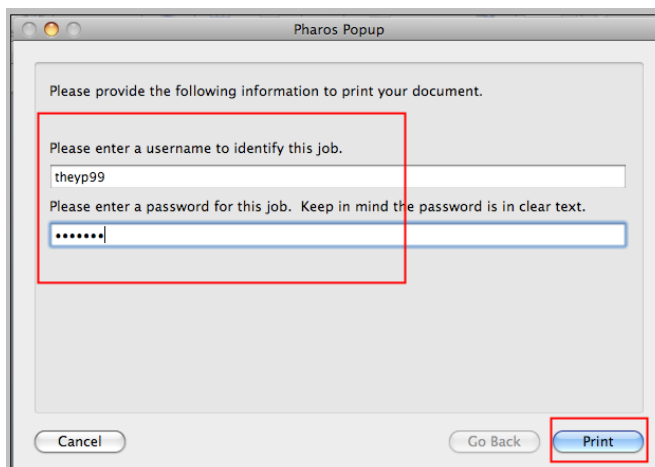 Pharos Popup
Please provide the following information to print your document.
Please enter a username to identify this job.
theyp99
Please enter a password for this job.  Keep in mind the password is in clear text.
•••••••
Cancel
Go Back
Print